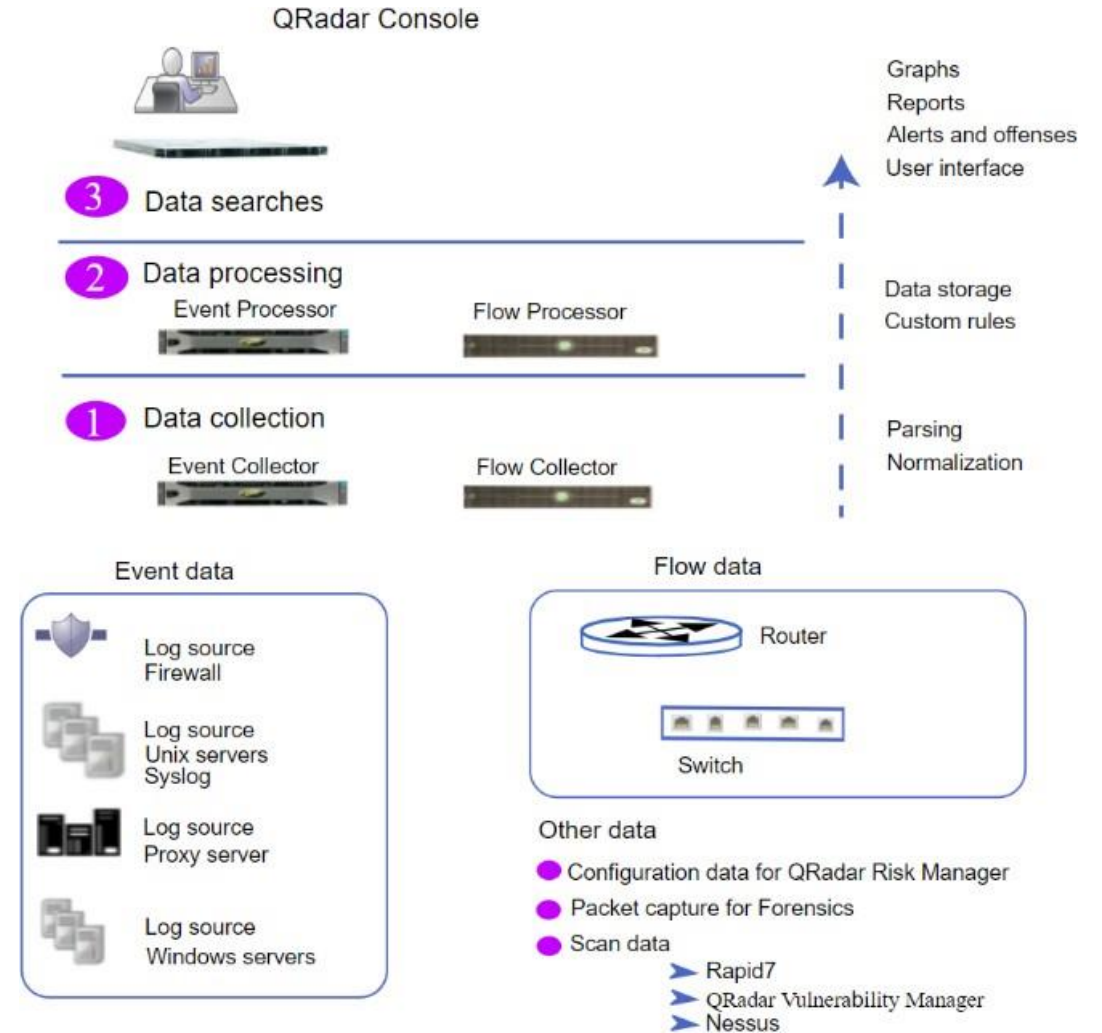 QRadar Console
Graphs
Reports
Alerts and offenses
User interface
3 Data searches
2 Data processing
Event Processor
Flow Processor
Data storage
Custom rules
1 Data collection
Event Collector
Flow Collector
Parsing
Normalization
Event data
Log source
Firewall
Log source
Unix servers
Syslog
Log source
Proxy server
Log source
Windows servers
Flow data
Router
Switch
Other data
Configuration data for QRadar Risk Manager
Packet capture for Forensics
Scan data
Rapid7
QRadar Vulnerability Manager
Nessus